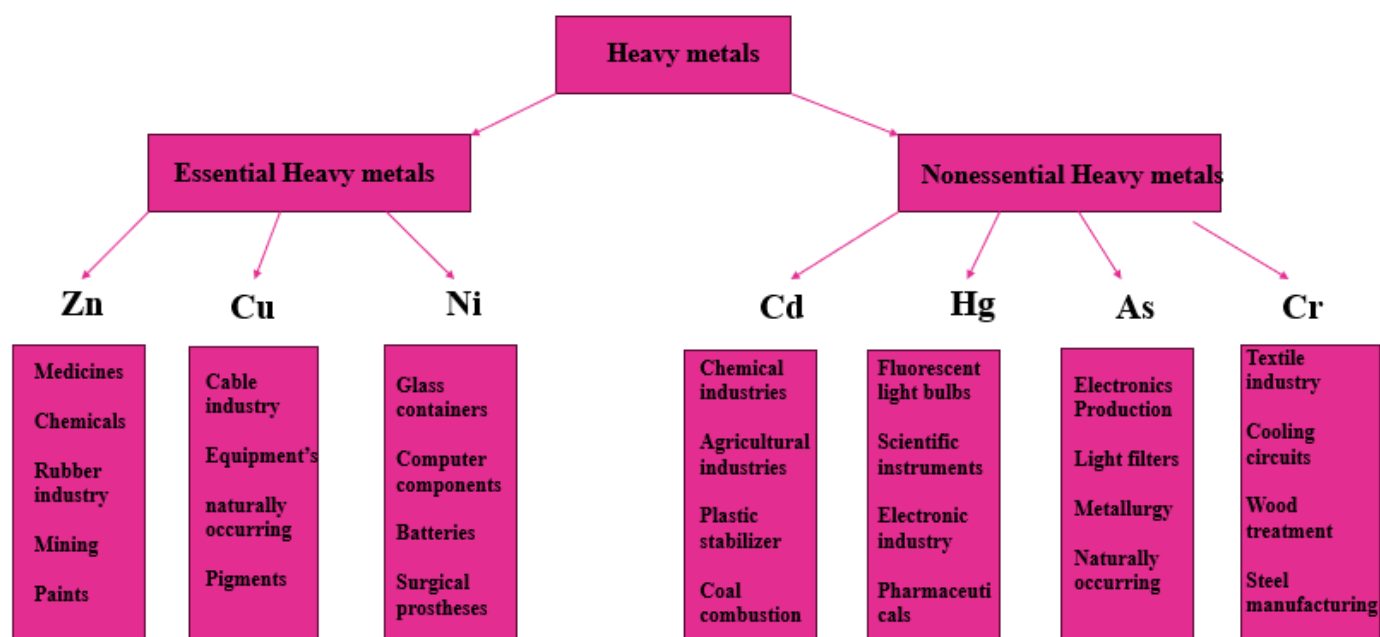 Heavy metals
Essential Heavy metals
Nonessential Heavy metals
Zn
Cu
Ni
Cd
Hg
As
Cr
Medicines
Chemicals
Rubber
industry
Mining
Paints
Cable
industry
Equipment’s
naturally
occurring
Pigments
Glass
containers
Computer
components
Batteries
Surgical
prostheses
Chemical
industries
Agricultural
industries
Plastic
stabilizer
Coal
combustion
Fluorescent
light bulbs
Scientific
instruments
Electronic
industry
Pharmaceuti
cals
Electronics
Production
Light filters
Metallurgy
Naturally
occurring
Textile
industry
Cooling
circuits
Wood
treatment
Steel
manufacturing